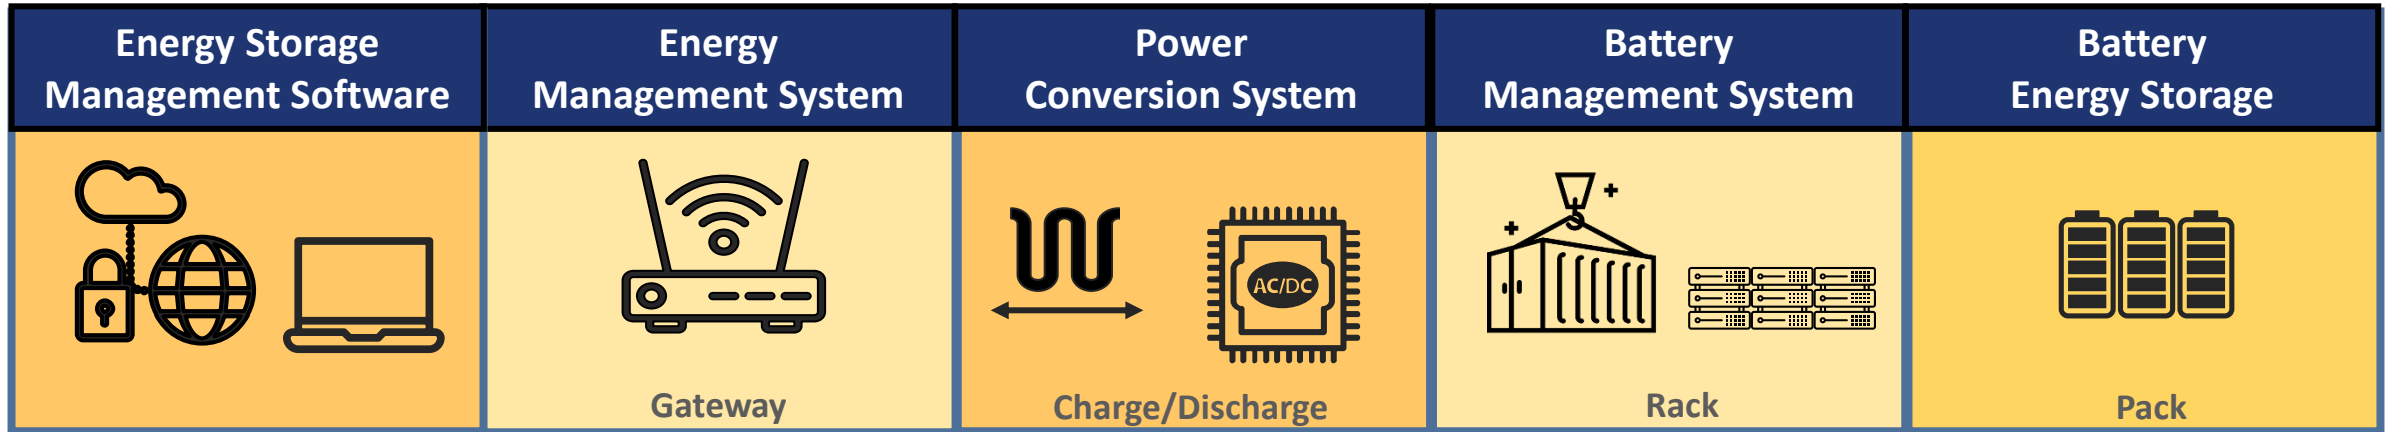 Energy Storage
Management Software
Energy
Management System
Power
Conversion System
Battery
Management System
Battery
Energy Storage
AC/DC
Gateway
Charge/Discharge
Rack
Pack